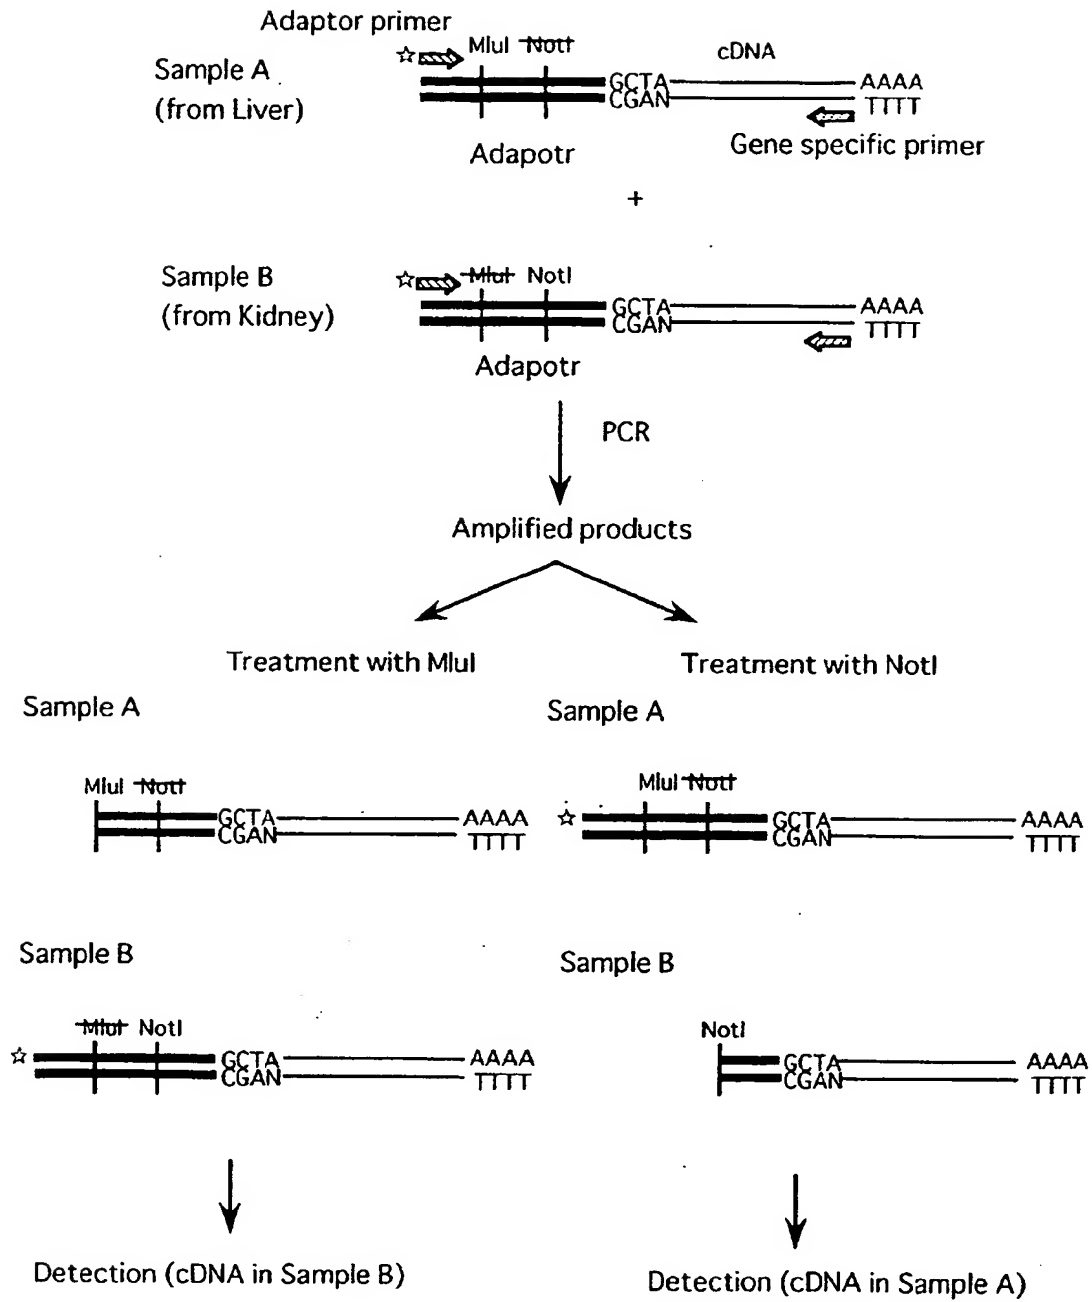 Adaptor primer
☆ MluI NotI
cDNA
Sample A
(from Liver)
GCTA AAAA
CGAN TTTT
Adapotr
Gene specific primer
+
Sample B
(from Kidney)
☆ MluI NotI
GCTA AAAA
CGAN TTTT
Adapotr
PCR
Amplified products
Treatment with MluI
Treatment with NotI
Sample A
Sample A
MluI NotI
GCTA AAAA
CGAN TTTT
MluI NotI
☆ GCTA AAAA
CGAN TTTT
Sample B
Sample B
MluI NotI
☆ GCTA AAAA
CGAN TTTT
NotI
GCTA AAAA
CGAN TTTT
Detection (cDNA in Sample B)
Detection (cDNA in Sample A)